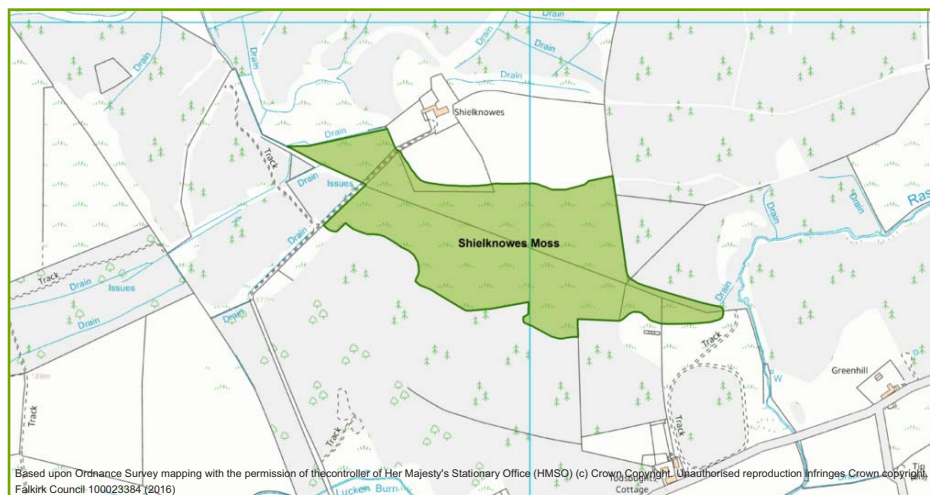 Drain
Drain
Drain
Drain
Drain
Shielknowes
Drain
Track
Drain
Issues
Drain
Drain
Ras
Shielknowes Moss
Track
Drain
Issues
Drain
Drain
Track
W
Greenhill
Track
Track
Track
Cottage
Lucken Burn
Based upon Ordnance Survey mapping with the permission of thecontroller of Her Majesty's Stationary Office (HMSO) (c) Crown Copyright. Unauthorised reproduction infringes Crown copyright.
Falkirk Council 100023384 (2016)